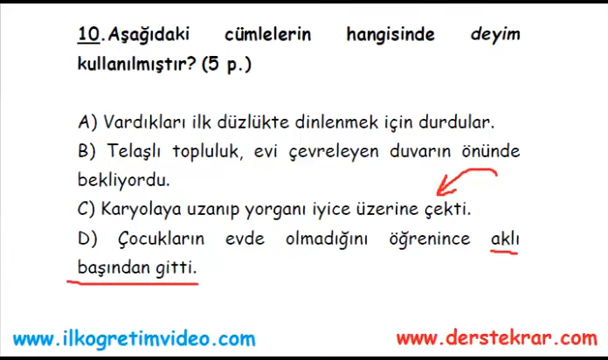 10.Aşağıdaki cümlelerin hangisinde deyim
kullanılmıştır? (5 p.)
A) Vardıkları ilk düzlükte dinlenmek için durdular.
B) Telaşlı topluluk, evi çevreleyen duvarın önünde
bekliyordu.
C) Karyolaya uzanıp yorganı iyice üzerine çekti.
D) Çocukların evde olmadığını öğrenince aklı
başından gitti.
www.ilkogretimvideo.com www.derstekrar.com